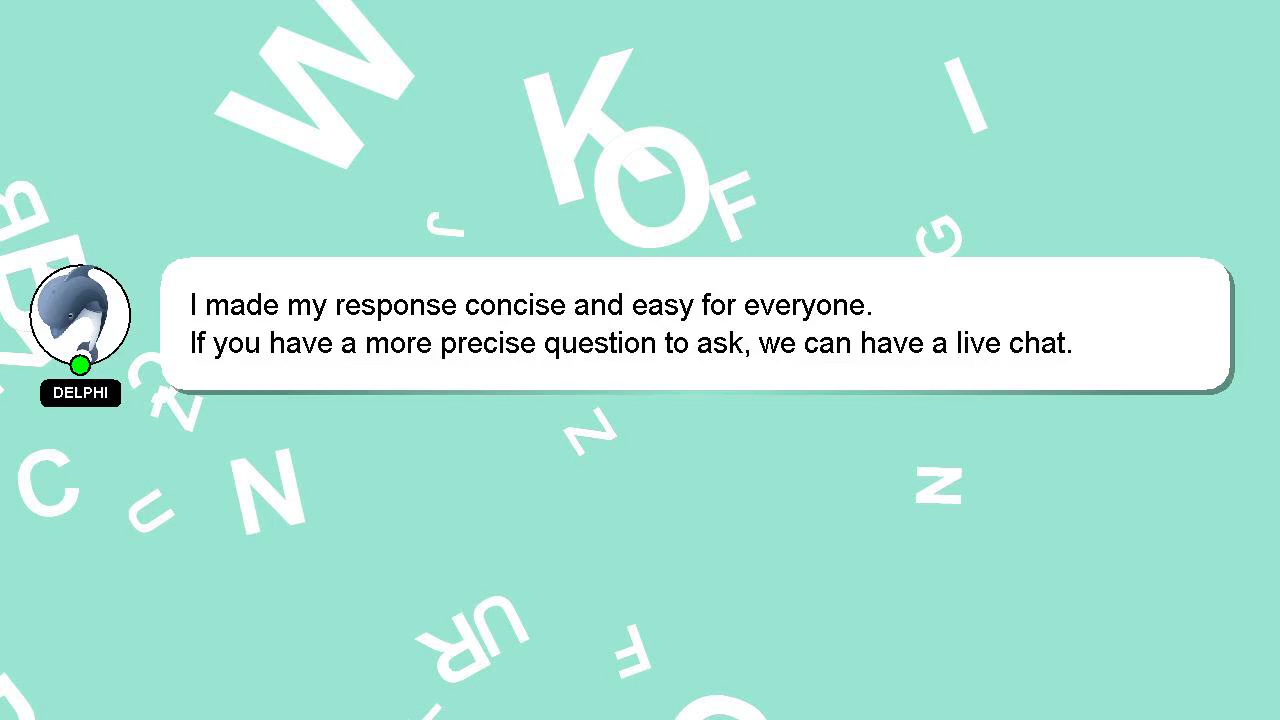 W
K
I
O
F
J
G
I made my response concise and easy for everyone.
If you have a more precise question to ask, we can have a live chat.
DELPHI
C
Z
N
Z
C
U
N
N
U
R
F